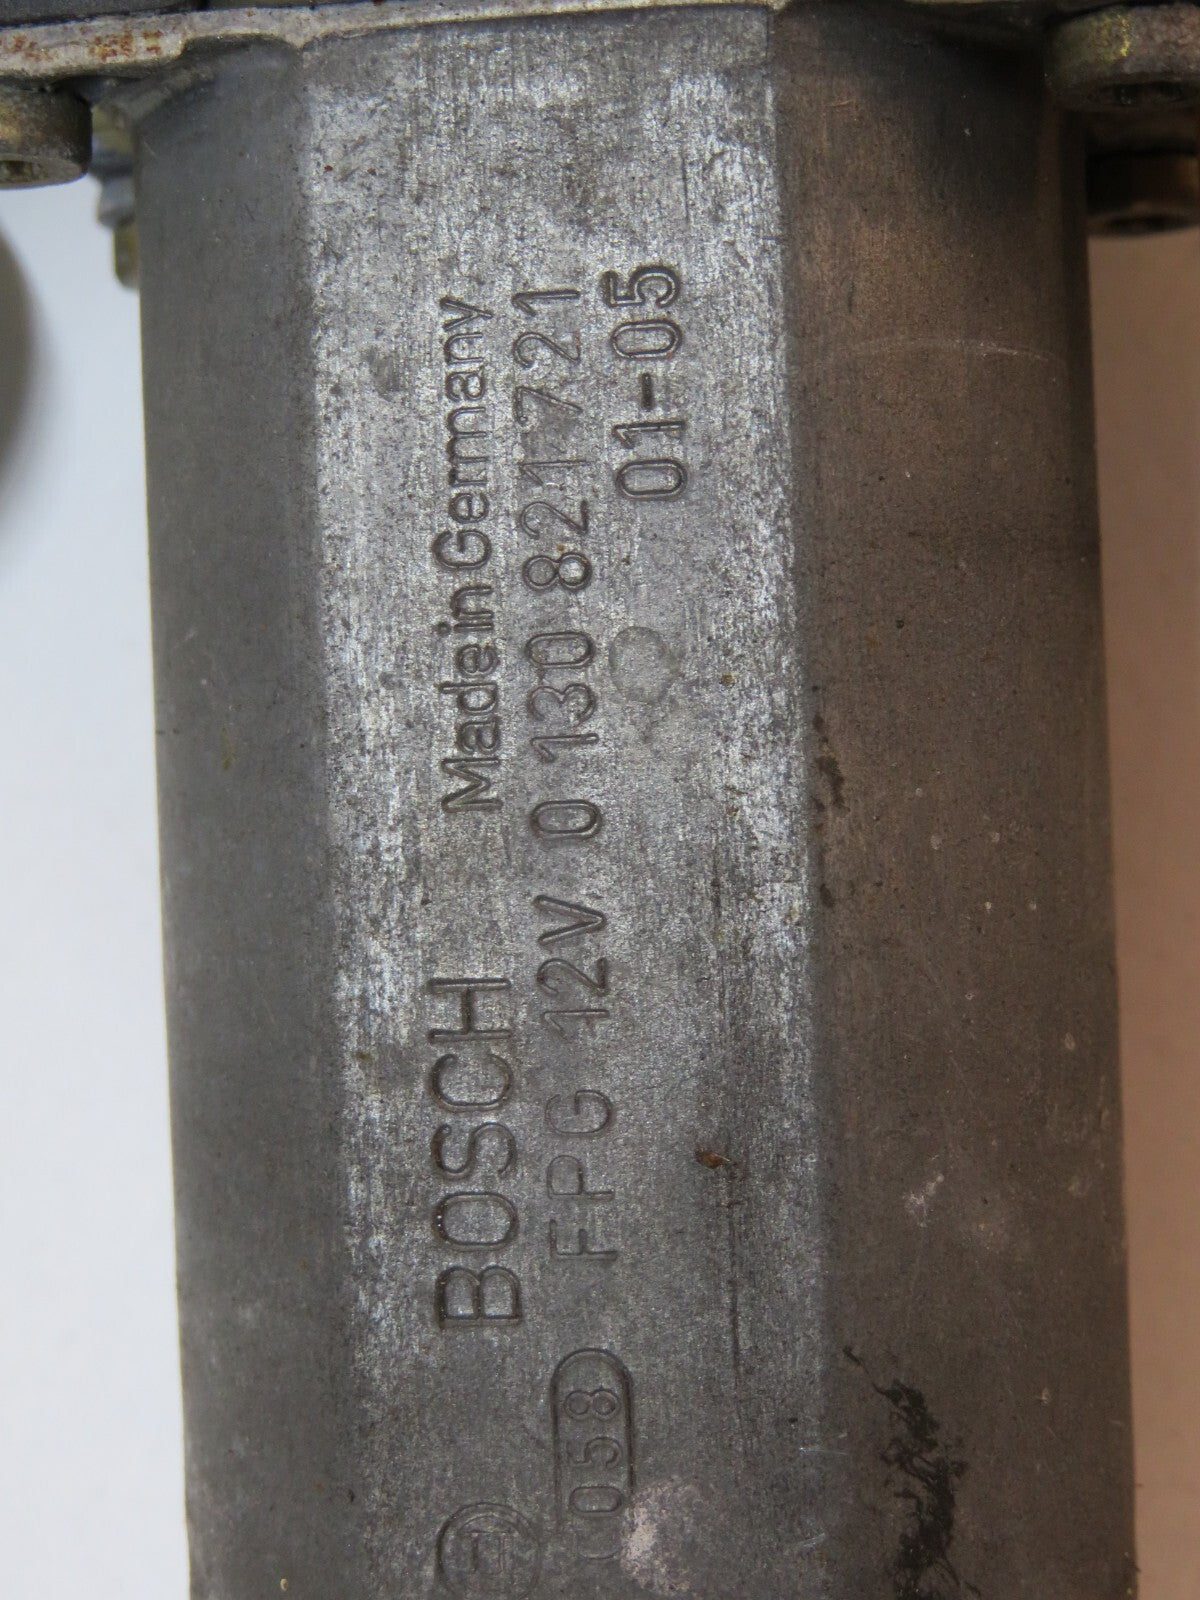 BOSCH Made in Germany
058 FPG 12V 0 130 821 721
01-05